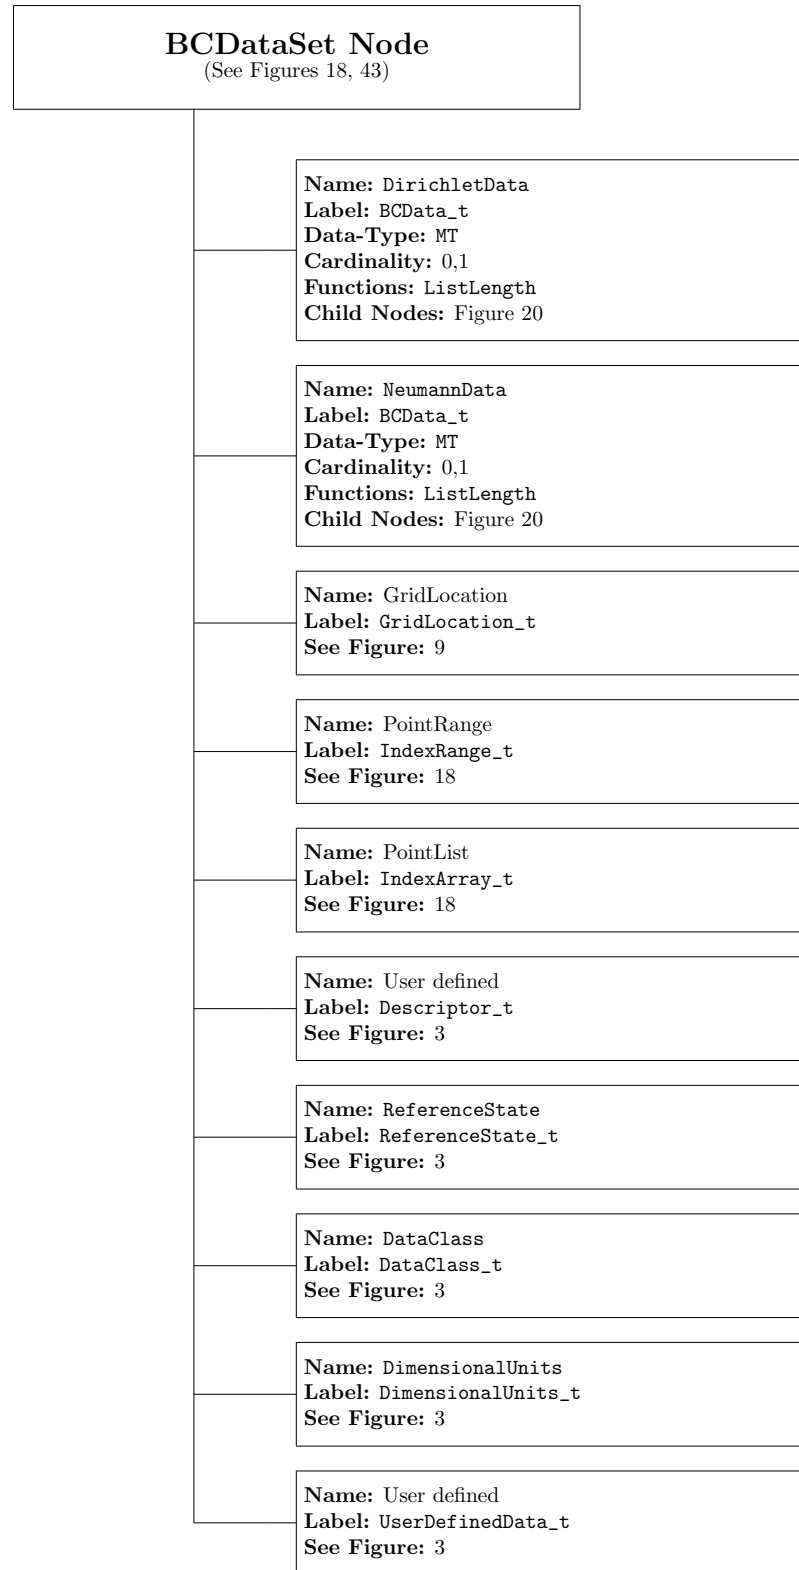 BCDataSet Node
(See Figures 18, 43)
Name: DirichletData
Label: BCData_t
Data-Type: MT
Cardinality: 0,1
Functions: ListLength
Child Nodes: Figure 20
Name: NeumannData
Label: BCData_t
Data-Type: MT
Cardinality: 0,1
Functions: ListLength
Child Nodes: Figure 20
Name: GridLocation
Label: GridLocation_t
See Figure: 9
Name: PointRange
Label: IndexRange_t
See Figure: 18
Name: PointList
Label: IndexArray_t
See Figure: 18
Name: User defined
Label: Descriptor_t
See Figure: 3
Name: ReferenceState
Label: ReferenceState_t
See Figure: 3
Name: DataClass
Label: DataClass_t
See Figure: 3
Name: DimensionalUnits
Label: DimensionalUnits_t
See Figure: 3
Name: User defined
Label: UserDefinedData_t
See Figure: 3